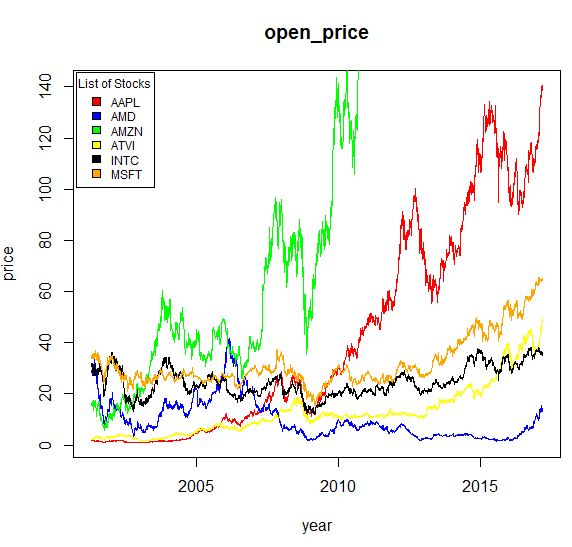 open_price
List of Stocks
AAPL
AMD
AMZN
ATVI
INTC
MSFT
price
0 20 40 60 80 100 120 140
2005 2010 2015
year